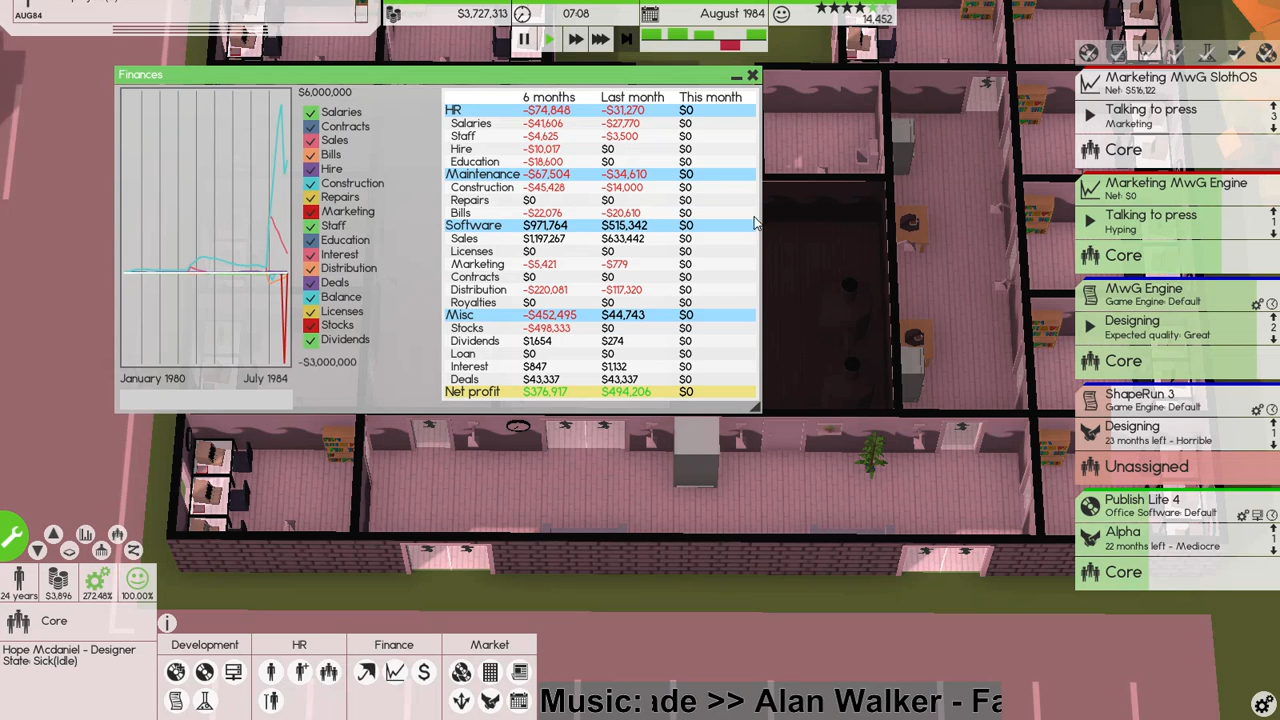 AUG84
$3,727,313
07:08
August 1984
14,452
Finances
$6,000,000
-$3,000,000
January 1980 July 1984
Salaries
Contracts
Sales
Bills
Hire
Construction
Repairs
Marketing
Staff
Education
Interest
Distribution
Deals
Balance
Licenses
Stocks
Dividends
6 months Last month This month
HR -$74,848 -$31,270 $0
Salaries -$41,606 -$27,770 $0
Staff -$4,625 -$3,500 $0
Hire -$10,017 $0 $0
Education -$18,600 $0 $0
Maintenance -$67,504 -$34,610 $0
Construction -$45,428 -$14,000 $0
Repairs $0 $0 $0
Bills -$22,076 -$20,610 $0
Software $971,764 $515,342 $0
Sales $1,197,267 $633,442 $0
Licenses $0 $0 $0
Marketing -$5,421 -$779 $0
Contracts $0 $0 $0
Distribution -$220,081 -$117,320 $0
Royalties $0 $0 $0
Misc -$452,495 $44,743 $0
Stocks -$498,333 $0 $0
Dividends $1,654 $274 $0
Loan $0 $0 $0
Interest $847 $1,132 $0
Deals $43,337 $43,337 $0
Net profit $376,917 $494,206 $0
Marketing MwG SlothOS
Net: $516,122
Talking to press
Marketing
3
Core
Marketing MwG Engine
Net: $0
Talking to press
Hyping
Core
MwG Engine
Game Engine: Default
Designing
Expected quality: Great
2
Core
ShapeRun 3
Game Engine: Default
Designing
23 months left - Horrible
1
Unassigned
Publish Lite 4
Office Software: Default
Alpha
22 months left - Mediocre
1
Core
24 years $3,896 272.48% 100.00%
Core
Hope Mcdaniel - Designer
State: Sick(Idle)
i
Development HR Finance Market
Music: ade >> Alan Walker - Fa